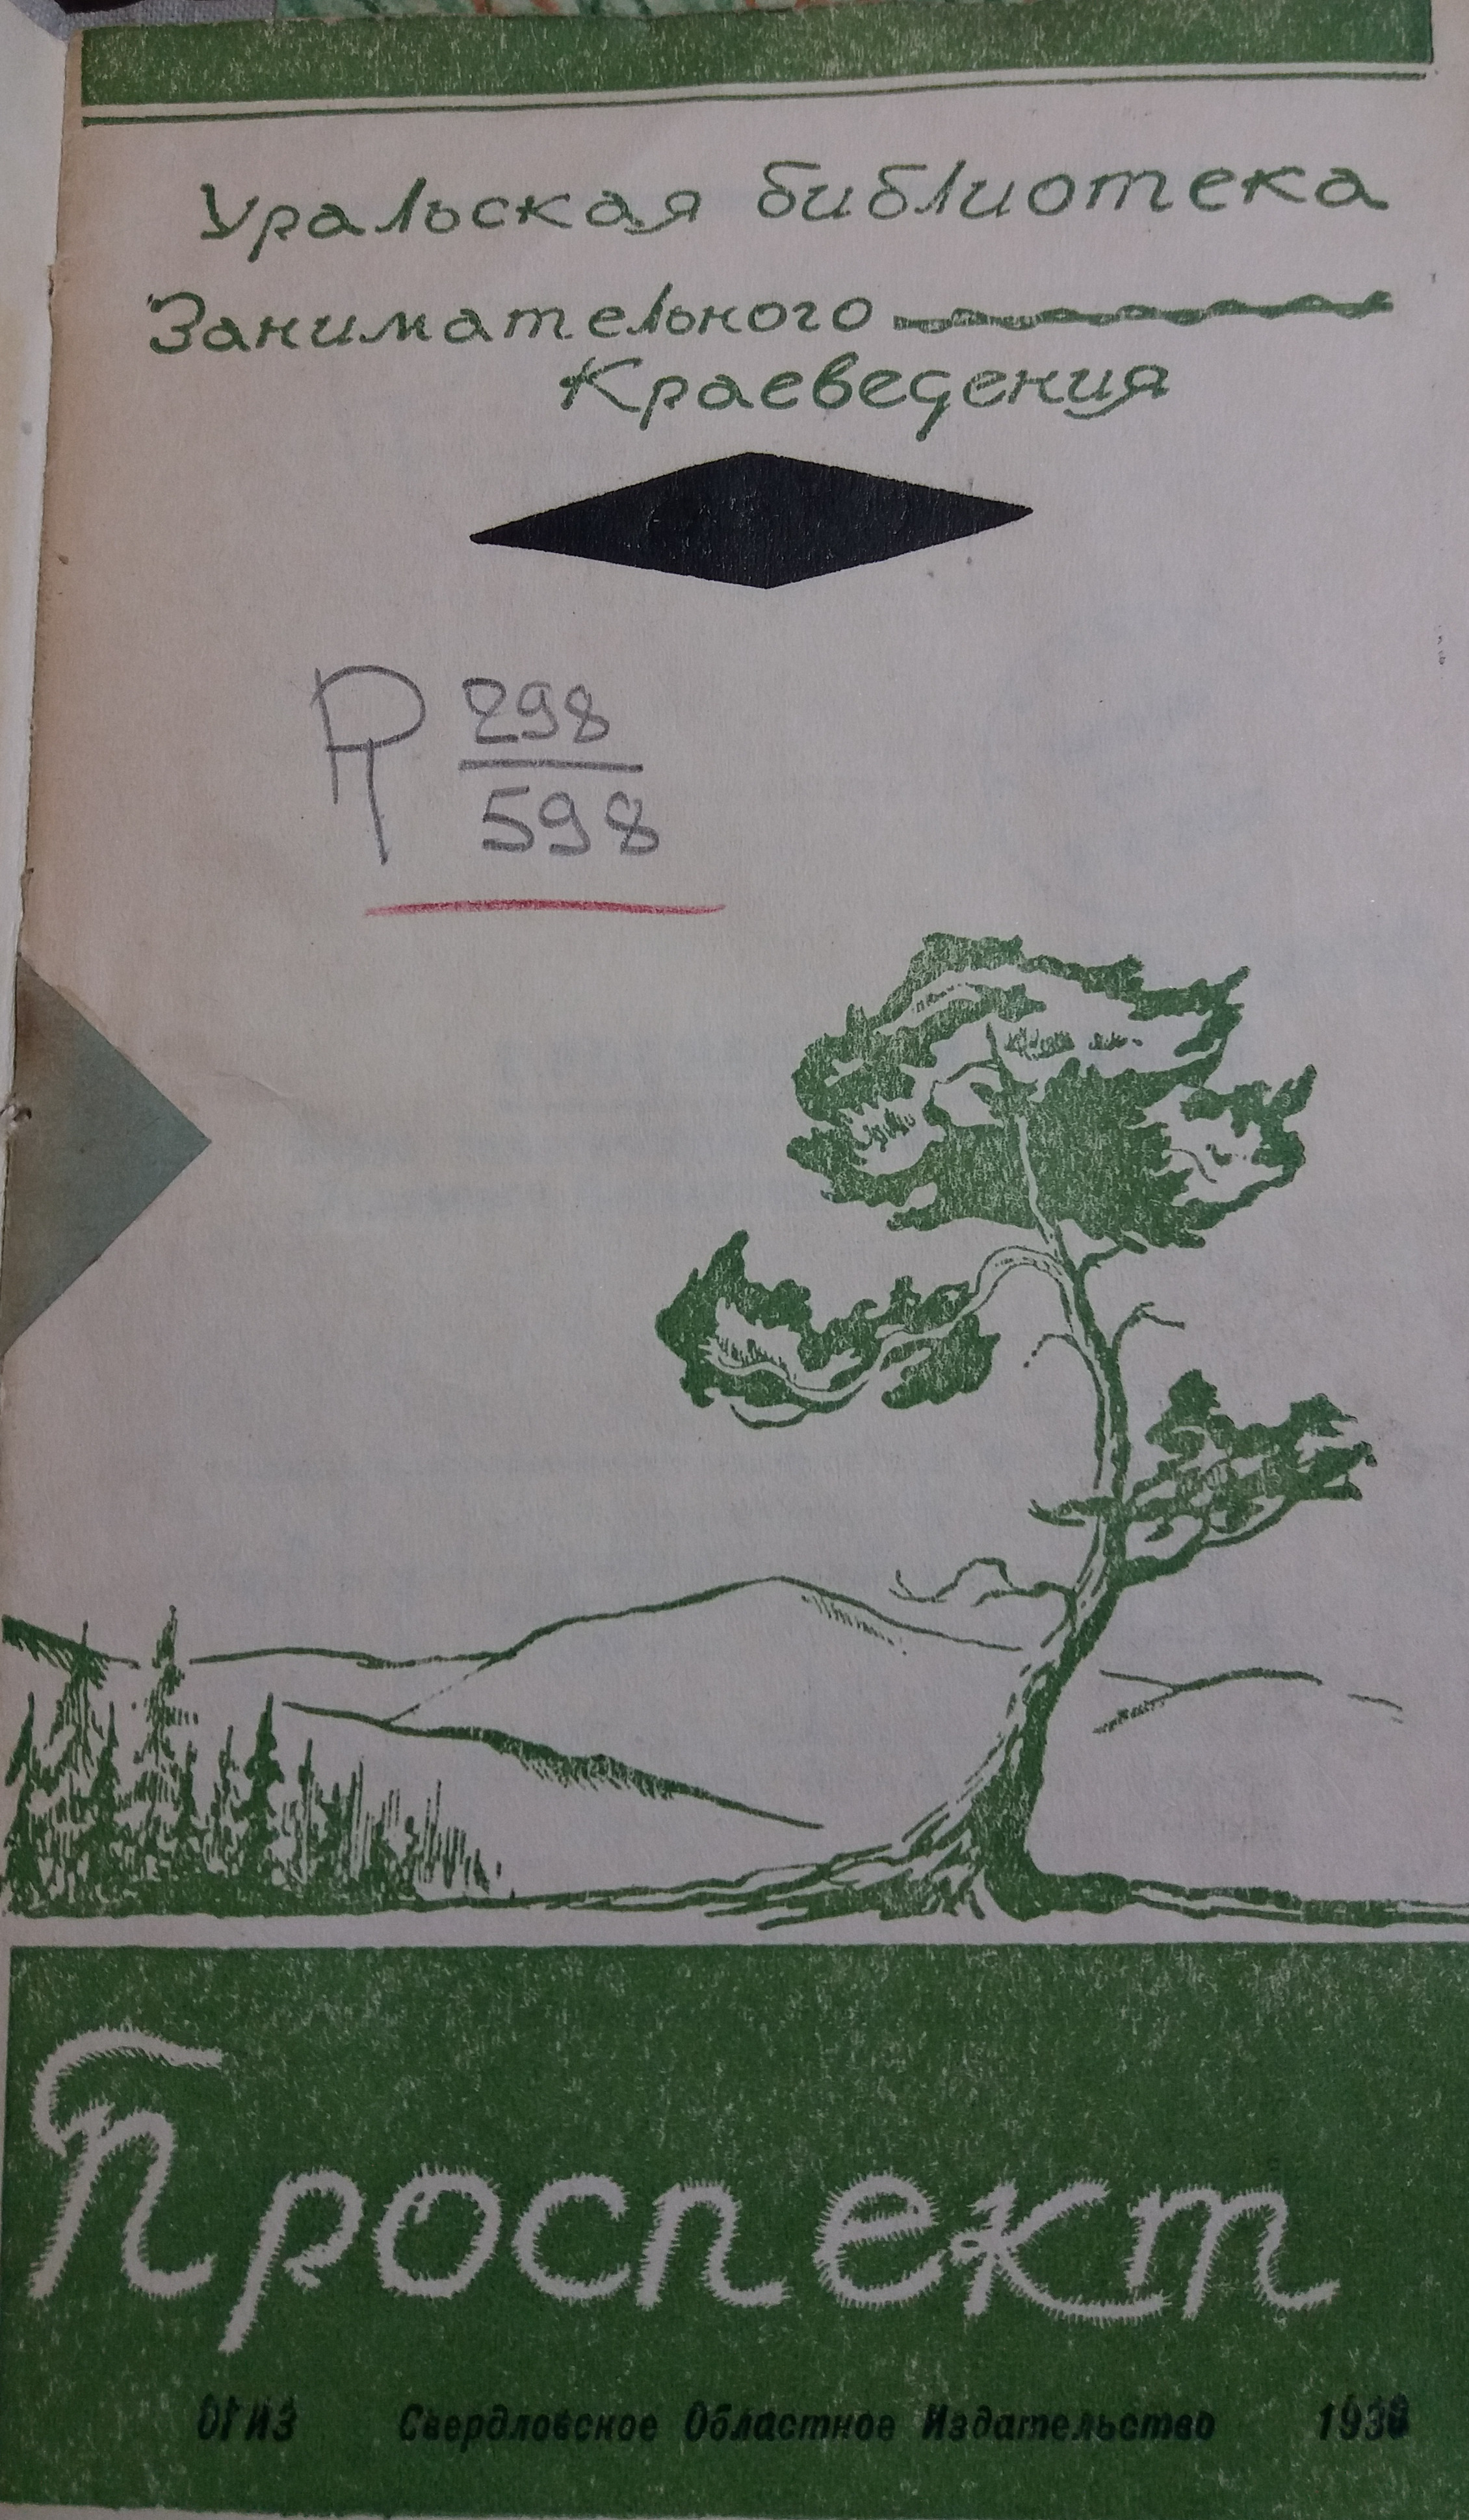 Уральская библиотека
Занимательного
Краеведения
П 298
598
Проспект
ОГИЗ Свердловское Областное Издательство